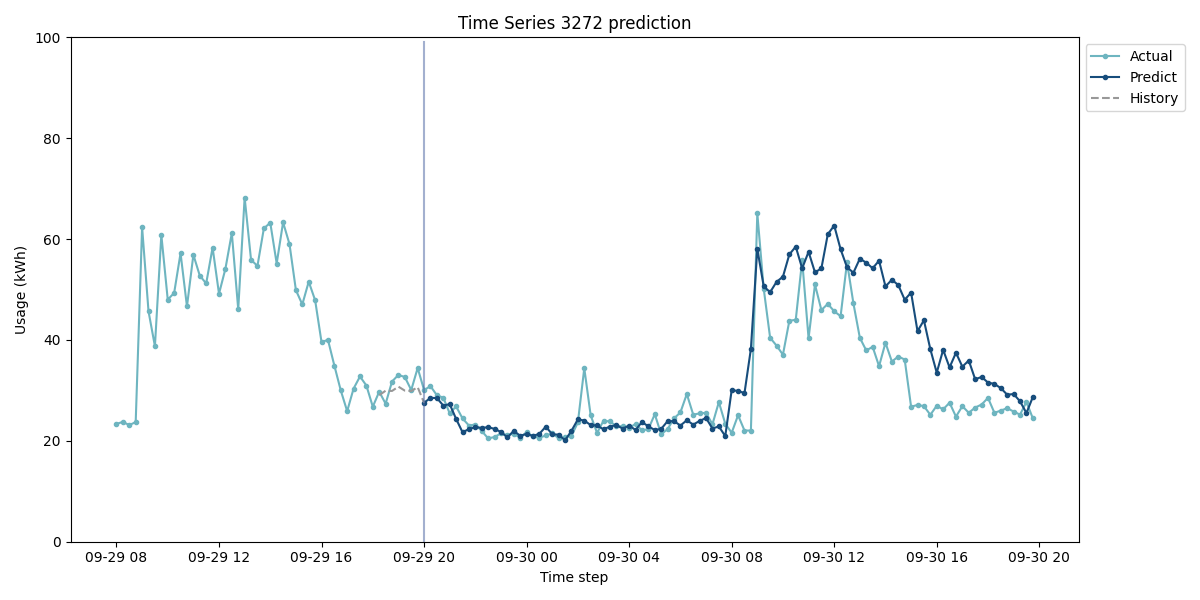 Time Series 3272 prediction
100
80
60
40
20
0
Usage (kWh)
09-29 08
09-29 12
09-29 16
09-29 20
09-30 00
09-30 04
09-30 08
09-30 12
09-30 16
09-30 20
Time step
Actual
Predict
History